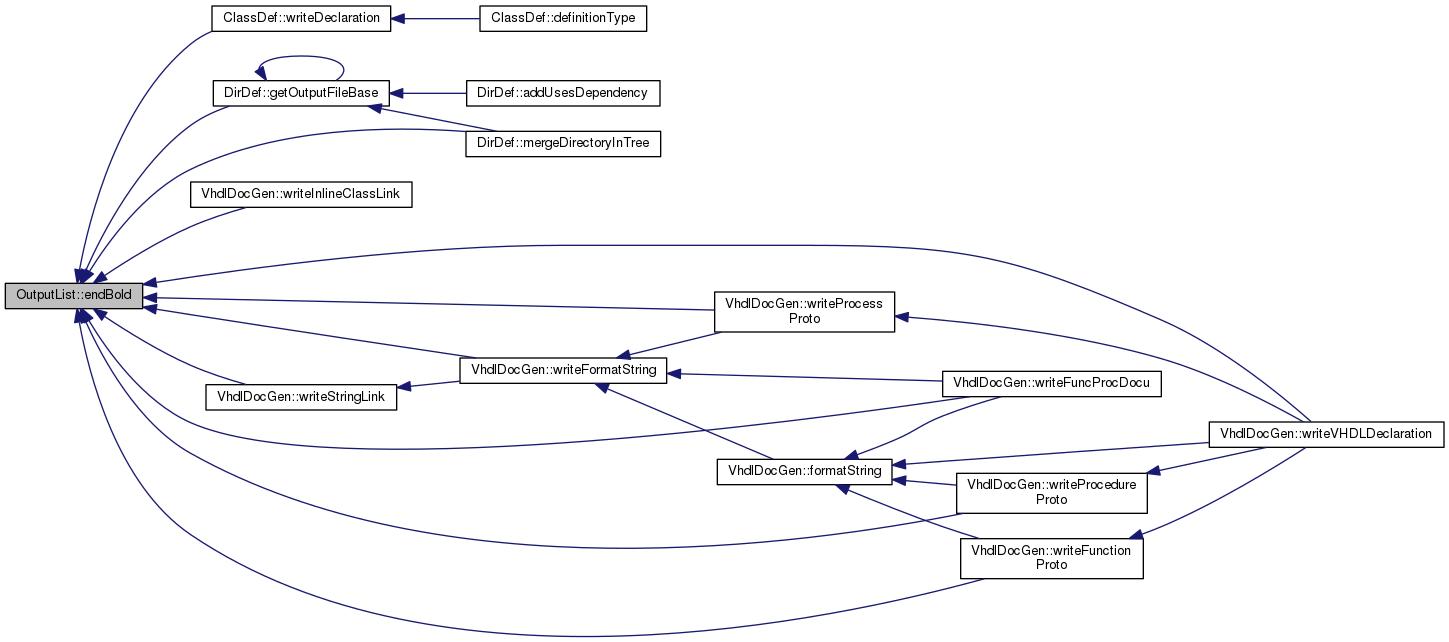 ClassDef::writeDeclaration
ClassDef::definitionType
DirDef::getOutputFileBase
DirDef::addUsesDependency
DirDef::mergeDirectoryInTree
VhdlDocGen::writeInlineClassLink
OutputList::endBold
VhdlDocGen::writeProcess
Proto
VhdlDocGen::writeFormatString
VhdlDocGen::writeStringLink
VhdlDocGen::writeFuncProcDocu
VhdlDocGen::writeVHDLDeclaration
VhdlDocGen::formatString
VhdlDocGen::writeProcedure
Proto
VhdlDocGen::writeFunction
Proto